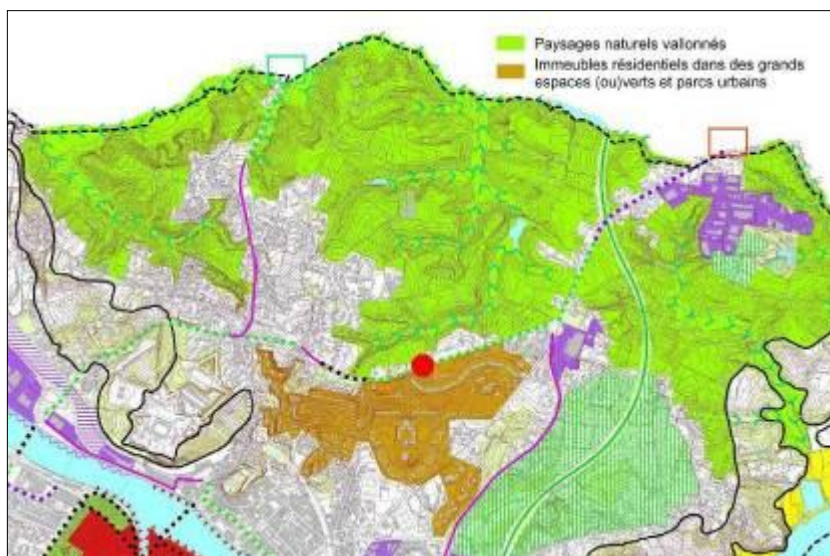 Paysages naturels vallonnés
Immeubles résidentiels dans des grands
espaces (ou)verts et parcs urbains